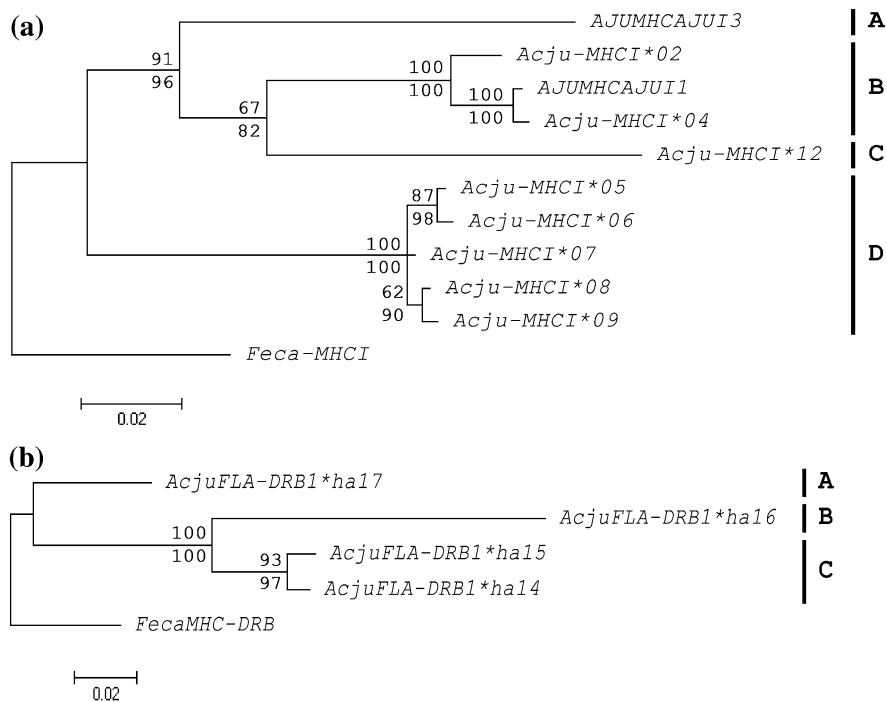 (a)
AJUMHCAJUI3
A
91
96
Acju-MHCI*02
100
100
AJUMHCAJUI1
100
100
B
Acju-MHCI*04
67
82
Acju-MHCI*12
C
Acju-MHCI*05
87
98
Acju-MHCI*06
100
100
Acju-MHCI*07
D
Acju-MHCI*08
62
90
Acju-MHCI*09
Feca-MHCI
0.02
(b)
AcjuFLA-DRB1*ha17
A
AcjuFLA-DRB1*ha16
B
100
100
AcjuFLA-DRB1*ha15
93
97
C
AcjuFLA-DRB1*ha14
FecaMHC-DRB
0.02